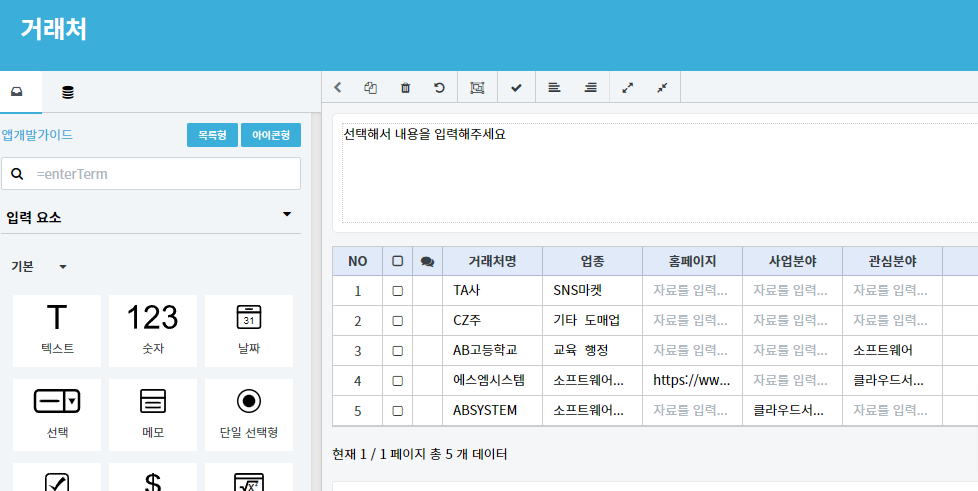 거래처
앱개발가이드 목록형 아이콘형
=enterTerm
입력 요소
기본
T 123 31
텍스트 숫자 날짜
선택 메모 단일 선택형
$ √x²
선택해서 내용을 입력해주세요
NO 거래처명 업종 홈페이지 사업분야 관심분야
1 TA사 SNS마켓 자료를 입력... 자료를 입력... 자료를 입력...
2 CZ주 기타 도매업 자료를 입력... 자료를 입력... 자료를 입력...
3 AB고등학교 교육 행정 자료를 입력... 자료를 입력... 소프트웨어
4 에스엠시스템 소프트웨어... https://ww... 자료를 입력... 클라우드서...
5 ABSYSTEM 소프트웨어... 자료를 입력... 클라우드서... 자료를 입력...
현재 1 / 1 페이지 총 5 개 데이터